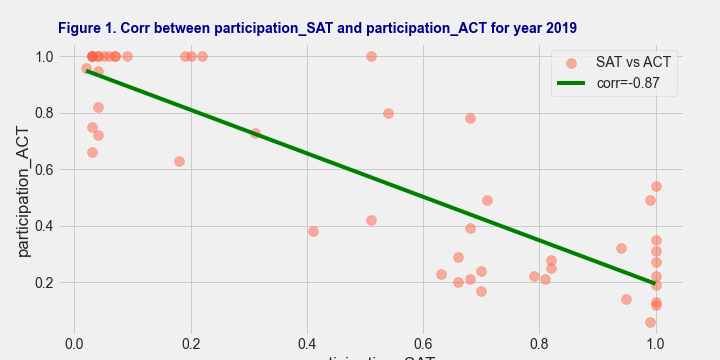 Figure 1. Corr between participation_SAT and participation_ACT for year 2019
SAT vs ACT
corr=-0.87
participation_ACT
1.0
0.8
0.6
0.4
0.2
0.0 0.2 0.4 0.6 0.8 1.0
participation_SAT